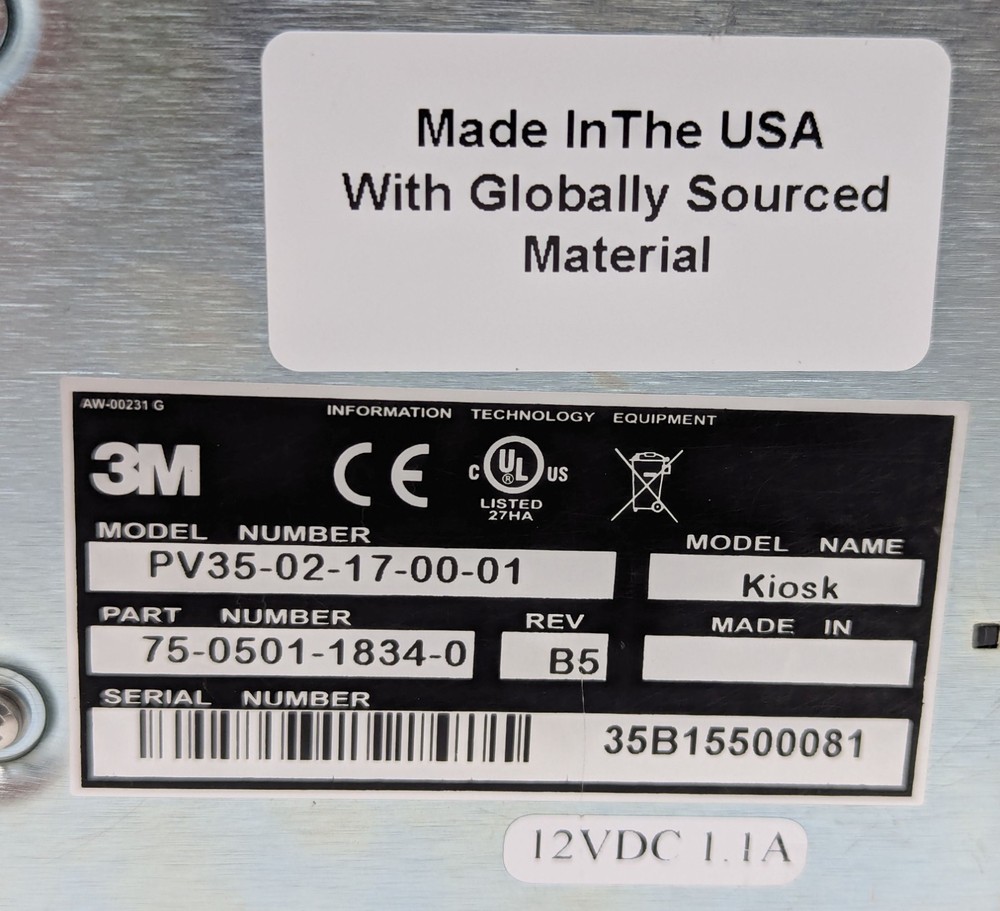 Made InThe USA
With Globally Sourced
Material
AW-00231 G
INFORMATION TECHNOLOGY EQUIPMENT
3M CE C UL ® US
LISTED
27HA
MODEL NUMBER
PV35-02-17-00-01
MODEL NAME
Kiosk
PART NUMBER
75-0501-1834-0
REV
B5
MADE IN
SERIAL NUMBER
35B15500081
12VDC 1.1A